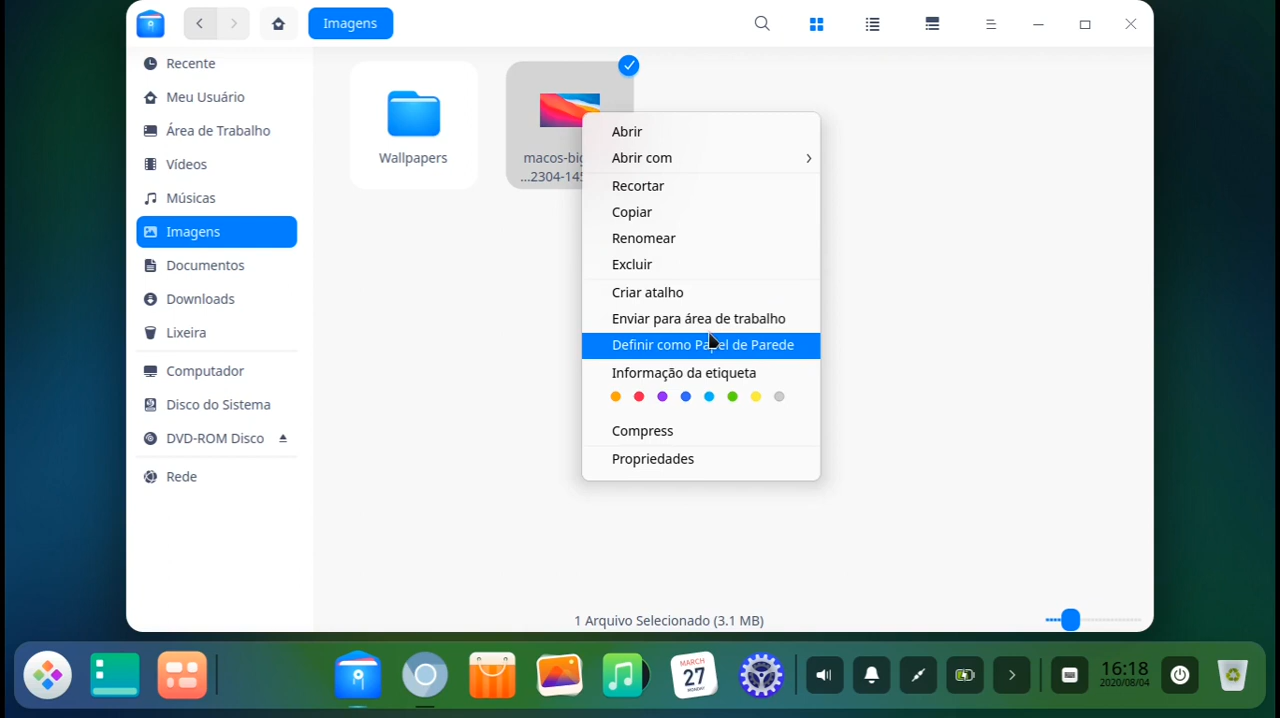 Imagens
Recente
Meu Usuário
Área de Trabalho
Vídeos
Músicas
Imagens
Documentos
Downloads
Lixeira
Computador
Disco do Sistema
DVD-ROM Disco
Rede
Wallpapers
macos-big
...2304-145
Abrir
Abrir com
Recortar
Copiar
Renomear
Excluir
Criar atalho
Enviar para área de trabalho
Definir como Papel de Parede
Informação da etiqueta
Compress
Propriedades
1 Arquivo Selecionado (3.1 MB)
MARCH
27
MONDAY
16:18
2020/08/04